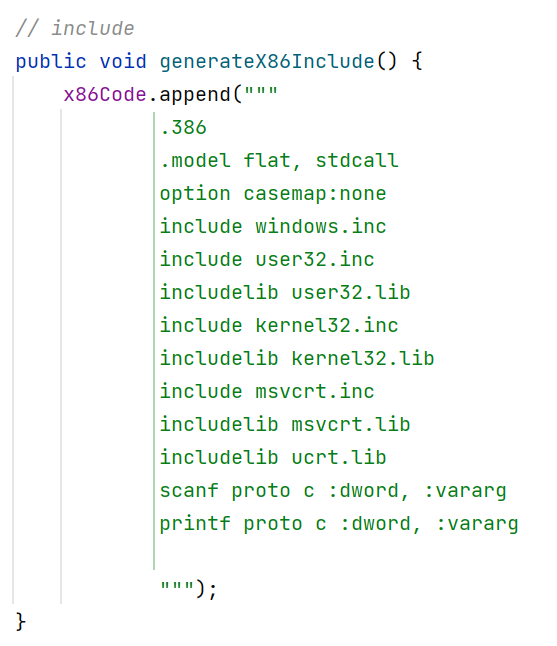 // include
public void generateX86Include() {
    x86Code.append("""
            .386
            .model flat, stdcall
            option casemap:none
            include windows.inc
            include user32.inc
            includelib user32.lib
            include kernel32.inc
            includelib kernel32.lib
            include msvcrt.inc
            includelib msvcrt.lib
            includelib ucrt.lib
            scanf proto c :dword, :vararg
            printf proto c :dword, :vararg

            """);
}